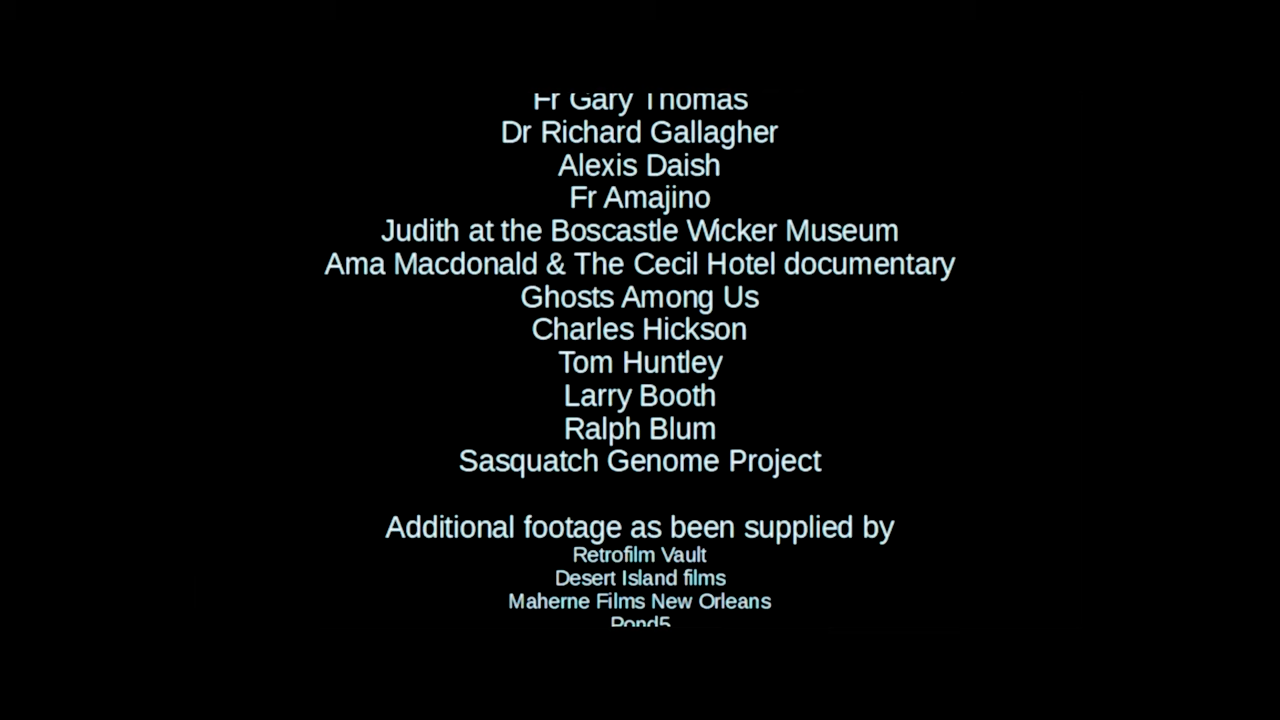 Fr Gary Thomas
Dr Richard Gallagher
Alexis Daish
Fr Amajino
Judith at the Boscastle Wicker Museum
Ama Macdonald & The Cecil Hotel documentary
Ghosts Among Us
Charles Hickson
Tom Huntley
Larry Booth
Ralph Blum
Sasquatch Genome Project
Additional footage as been supplied by
Retrofilm Vault
Desert Island films
Maherne Films New Orleans
Pond5